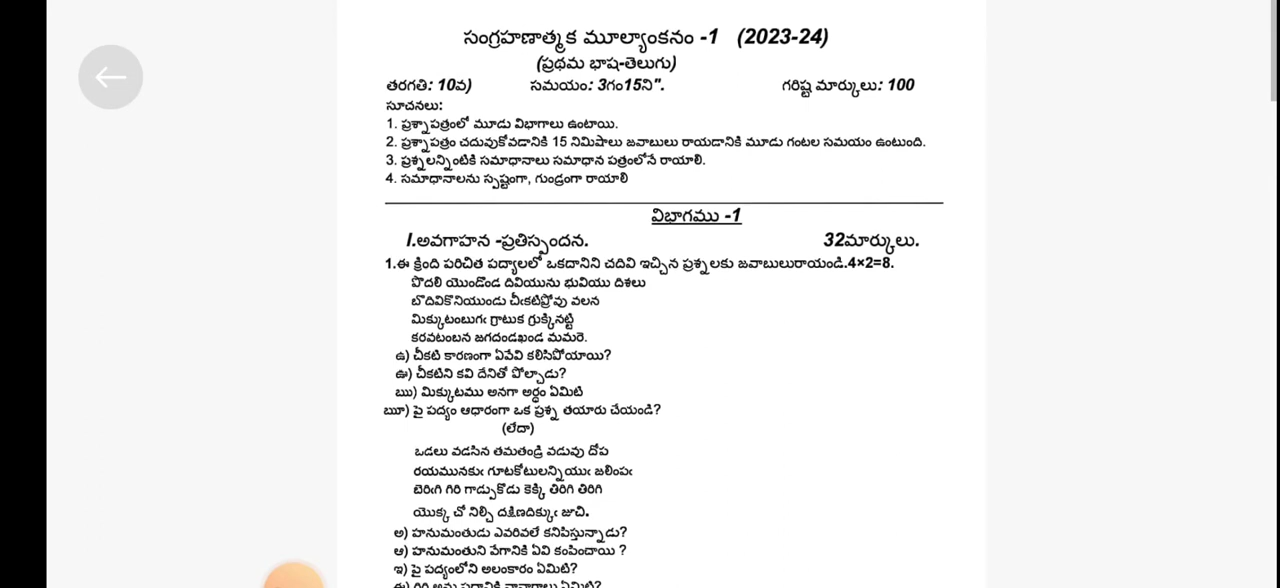 సంగ్రహణాత్మక మూల్యాంకనం -1 (2023-24)
(ప్రథమ భాష-తెలుగు)
తరగతి: 10వ) సమయం: 3గం15ని". గరిష్ట మార్కులు: 100
సూచనలు:
1. ప్రశ్నాపత్రంలో మూడు విభాగాలు ఉంటాయి.
2. ప్రశ్నాపత్రం చదువుకోవడానికి 15 నిమిషాలు జవాబులు రాయడానికి మూడు గంటల సమయం ఉంటుంది.
3. ప్రశ్నలన్నింటికి సమాధానాలు సమాధాన పత్రంలోనే రాయాలి.
4. సమాధానాలను స్పష్టంగా, గుండ్రంగా రాయాలి
విభాగము -1
I.అవగాహన -ప్రతిస్పందన. 32మార్కులు.
1.ఈ క్రింది పరిచిత పద్యాలలో ఒకదానిని చదివి ఇచ్చిన ప్రశ్నలకు జవాబులురాయండి.4×2=8.
పొదలి యొండొండ దివియును భువియు దిశలు
బొదివికొనియుండు చీఁకటిప్రోవు వలన
మిక్కుటంబుగఁ గ్రాటుక గ్రుక్కినట్టి
కరవటంబన జగదండఖండ మమరె.
ఉ) చీకటి కారణంగా ఏవేవి కలిసిపోయాయి?
ఊ) చీకటిని కవి దేనితో పోల్చాడు?
ఋ) మిక్కుటము అనగా అర్థం ఏమిటి
ౠ) పై పద్యం ఆధారంగా ఒక ప్రశ్న తయారు చేయండి?
(లేదా)
ఒడలు వడసిన తమతండ్రి వడువు దోప
రయమునకుఁ గూటకోటులన్నియుఁ జలింపఁ
బెరిఁగి గిరి గాడ్పుకొడు కెక్కి తిరిగి తిరిగి
యొక్క చో నిల్చి దక్షిణదిక్కుఁ జూచి.
అ) హనుమంతుడు ఎవరివలే కనిపిస్తున్నాడు?
ఆ) హనుమంతుని వేగానికి ఏవి కంపించాయి ?
ఇ) పై పద్యంలోని అలంకారం ఏమిటి?
ఈ) గిరి అను పదానికి నానార్థాలు ఏమిటి?